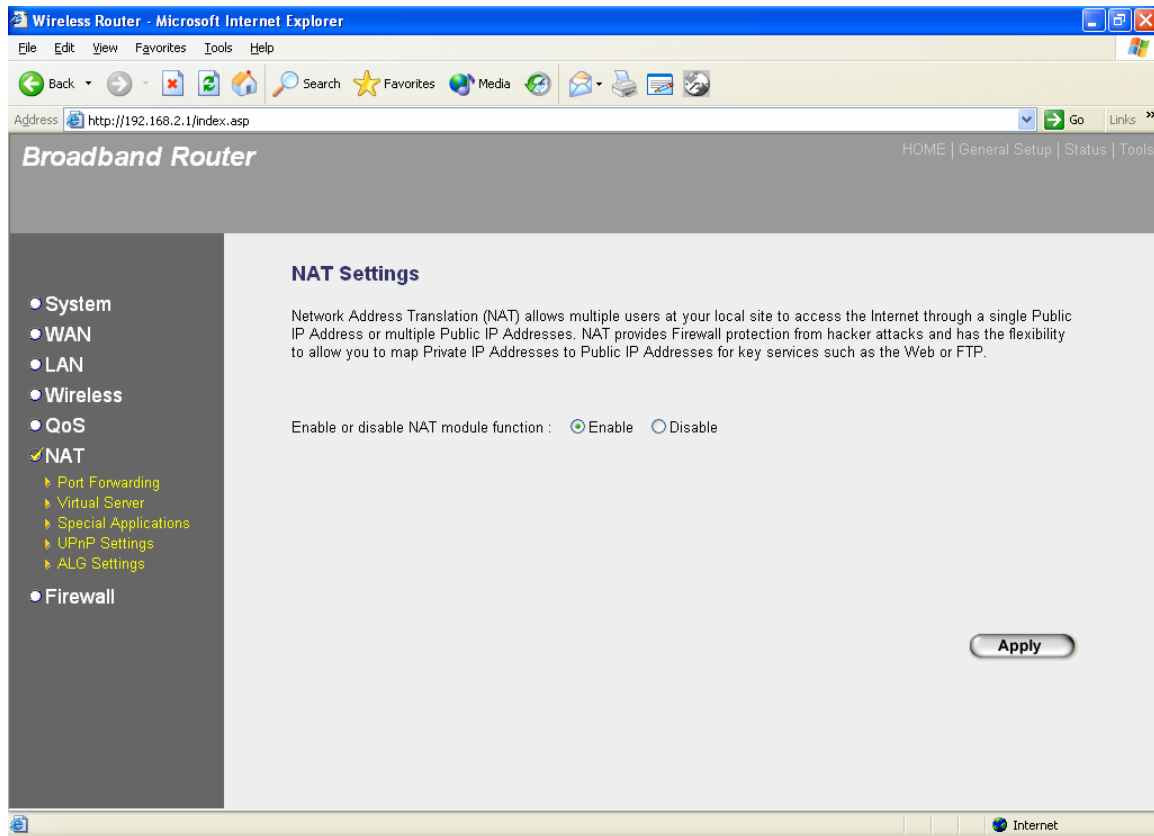 Wireless Router - Microsoft Internet Explorer
File Edit View Favorites Tools Help
Back Search Favorites Media
Address http://192.168.2.1/index.asp Go Links »
Broadband Router
HOME | General Setup | Status | Tools
NAT Settings
Network Address Translation (NAT) allows multiple users at your local site to access the Internet through a single Public
IP Address or multiple Public IP Addresses. NAT provides Firewall protection from hacker attacks and has the flexibility
to allow you to map Private IP Addresses to Public IP Addresses for key services such as the Web or FTP.
Enable or disable NAT module function : Enable Disable
Apply
System
WAN
LAN
Wireless
QoS
NAT
Port Forwarding
Virtual Server
Special Applications
UPnP Settings
ALG Settings
Firewall
Internet